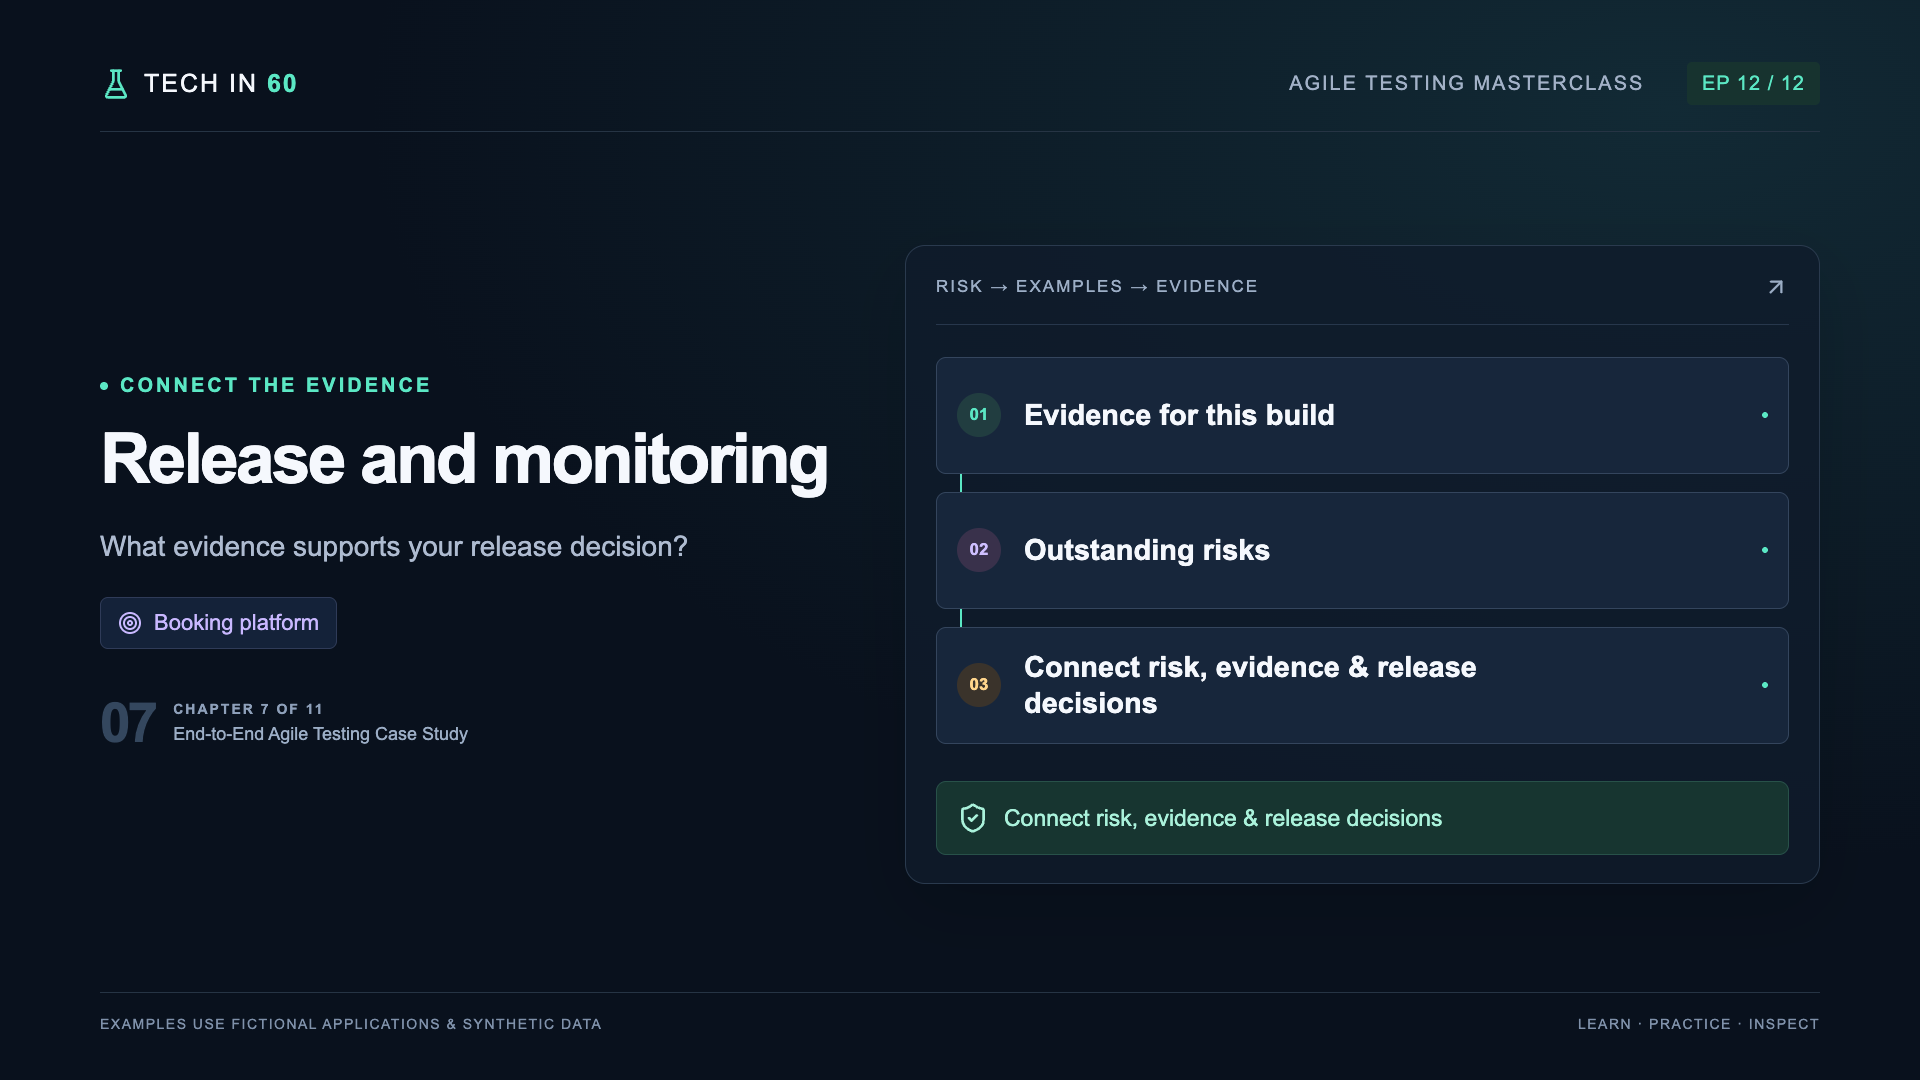 TECH IN 60
AGILE TESTING MASTERCLASS
EP 12 / 12
• CONNECT THE EVIDENCE
Release and monitoring
What evidence supports your release decision?
Booking platform
07
CHAPTER 7 OF 11
End-to-End Agile Testing Case Study
RISK → EXAMPLES → EVIDENCE
01
Evidence for this build
02
Outstanding risks
03
Connect risk, evidence & release
decisions
Connect risk, evidence & release decisions
EXAMPLES USE FICTIONAL APPLICATIONS & SYNTHETIC DATA
LEARN · PRACTICE · INSPECT